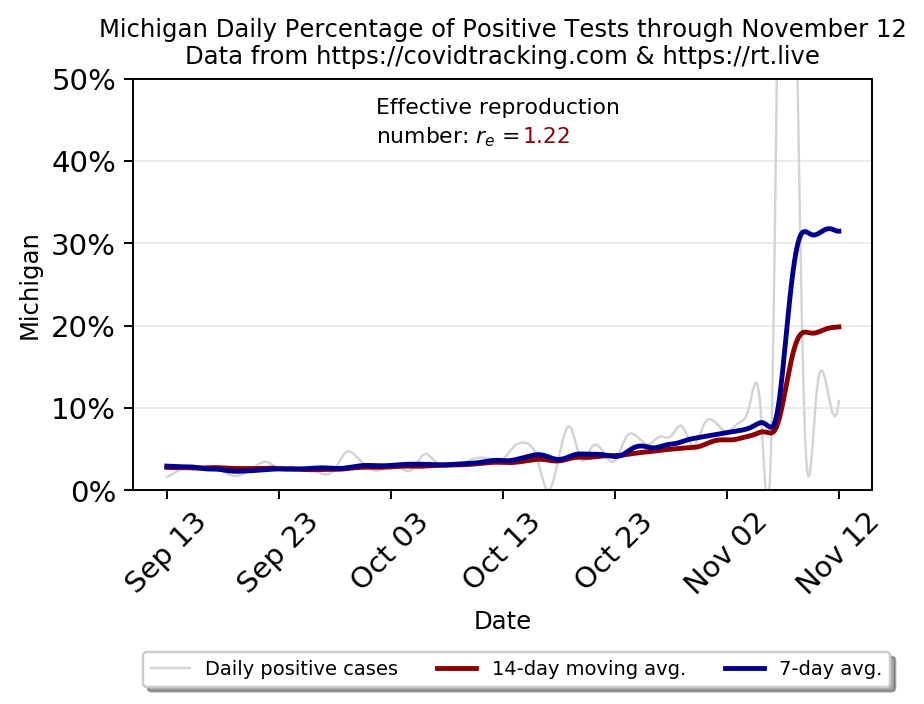 Michigan Daily Percentage of Positive Tests through November 12
Data from https://covidtracking.com & https://rt.live
Effective reproduction
number: rₑ =1.22
50%
40%
30%
20%
10%
0%
Michigan
Sep 13
Sep 23
Oct 03
Oct 13
Oct 23
Nov 02
Nov 12
Date
Daily positive cases
14-day moving avg.
7-day avg.